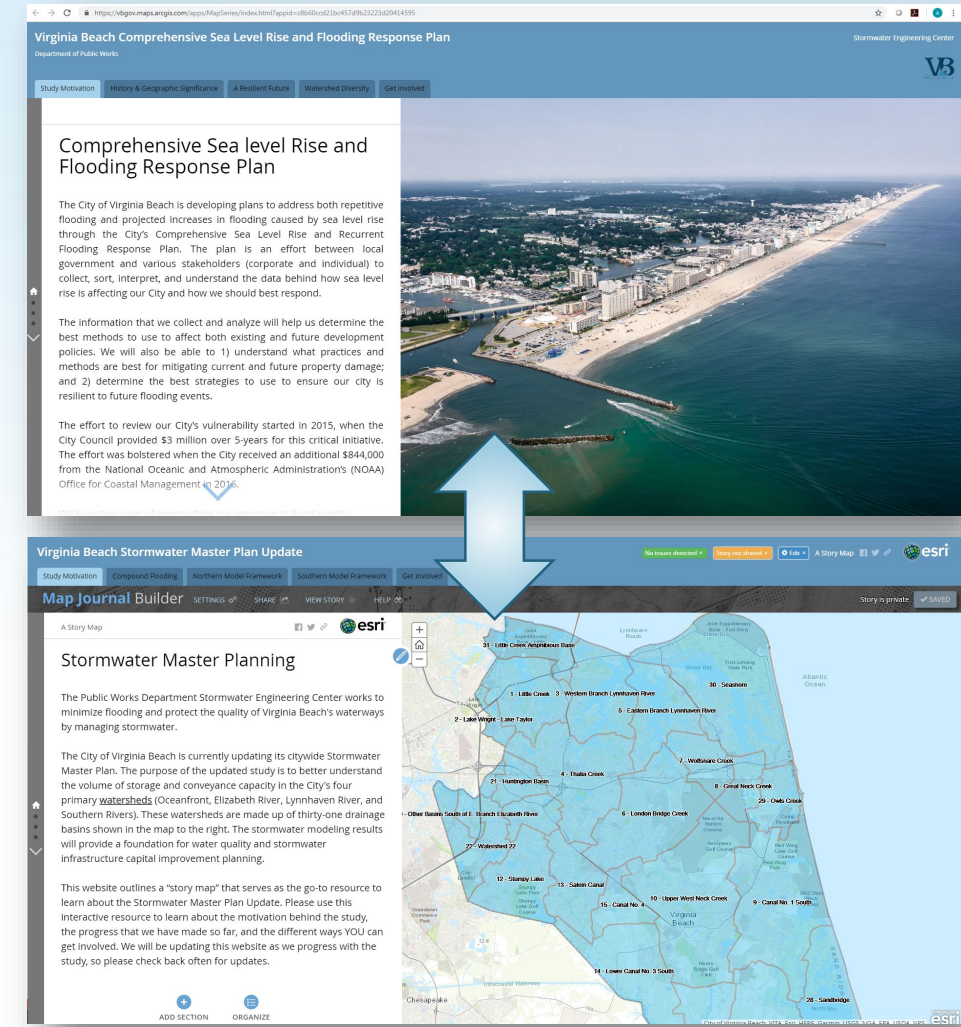 https://vbgov.maps.arcgis.com/apps/MapSeries/index.html?appid=c8b60ccd21bc457d9b23223d20414595
Virginia Beach Comprehensive Sea Level Rise and Flooding Response Plan
Department of Public Works
Stormwater Engineering Center
VB
Study Motivation
History & Geographic Significance
A Resilient Future
Watershed Diversity
Get Involved
Comprehensive Sea level Rise and
Flooding Response Plan
The City of Virginia Beach is developing plans to address both repetitive
flooding and projected increases in flooding caused by sea level rise
through the City's Comprehensive Sea Level Rise and Recurrent
Flooding Response Plan. The plan is an effort between local
government and various stakeholders (corporate and individual) to
collect, sort, interpret, and understand the data behind how sea level
rise is affecting our City and how we should best respond.
The information that we collect and analyze will help us determine the
best methods to use to affect both existing and future development
policies. We will also be able to 1) understand what practices and
methods are best for mitigating current and future property damage;
and 2) determine the best strategies to use to ensure our city is
resilient to future flooding events.
The effort to review our City's vulnerability started in 2015, when the
City Council provided $3 million over 5-years for this critical initiative.
The effort was bolstered when the City received an additional $844,000
from the National Oceanic and Atmospheric Administration's (NOAA)
Office for Coastal Management in 2016.
Virginia Beach Stormwater Master Plan Update
No issues detected ×
Story not shared ×
Edit ×
A Story Map
esri
Study Motivation
Compound Flooding
Northern Model Framework
Southern Model Framework
Get Involved
Map Journal Builder
SETTINGS
SHARE
VIEW STORY
HELP
Story is private
SAVED
A Story Map
esri
Stormwater Master Planning
The Public Works Department Stormwater Engineering Center works to
minimize flooding and protect the quality of Virginia Beach's waterways
by managing stormwater.
The City of Virginia Beach is currently updating its citywide Stormwater
Master Plan. The purpose of the updated study is to better understand
the volume of storage and conveyance capacity in the City's four
primary watersheds (Oceanfront, Elizabeth River, Lynnhaven River, and
Southern Rivers). These watersheds are made up of thirty-one drainage
basins shown in the map to the right. The stormwater modeling results
will provide a foundation for water quality and stormwater
infrastructure capital improvement planning.
This website outlines a "story map" that serves as the go-to resource to
learn about the Stormwater Master Plan Update. Please use this
interactive resource to learn about the motivation behind the study,
the progress that we have made so far, and the different ways YOU can
get involved. We will be updating this website as we progress with the
study, so please check back often for updates.
ADD SECTION
ORGANIZE
31 - Little Creek Amphibious Base
Lynnhaven Roads
First Landing State Park
Atlantic Ocean
30 - Seashore
1 - Little Creek
3 - Western Branch Lynnhaven River
5 - Eastern Branch Lynnhaven River
2 - Lake Wright - Lake Taylor
7 - Wolfsnare Creek
4 - Thalia Creek
21 - Huntington Basin
8 - Great Neck Creek
29 - Owls Creek
- Other Basins South of E. Branch Elizabeth River
6 - London Bridge Creek
22 - Watershed 22
12 - Stumpy Lake
13 - Salem Canal
10 - Upper West Neck Creek
15 - Canal No. 4
9 - Canal No. 1 South
Virginia Beach
14 - Lower Canal No. 3 South
Chesapeake
28 - Sandbridge
City of Virginia Beach, VITA, Esri, HERE, Garmin, USGS, NGA, EPA, USDA, NPS
esri